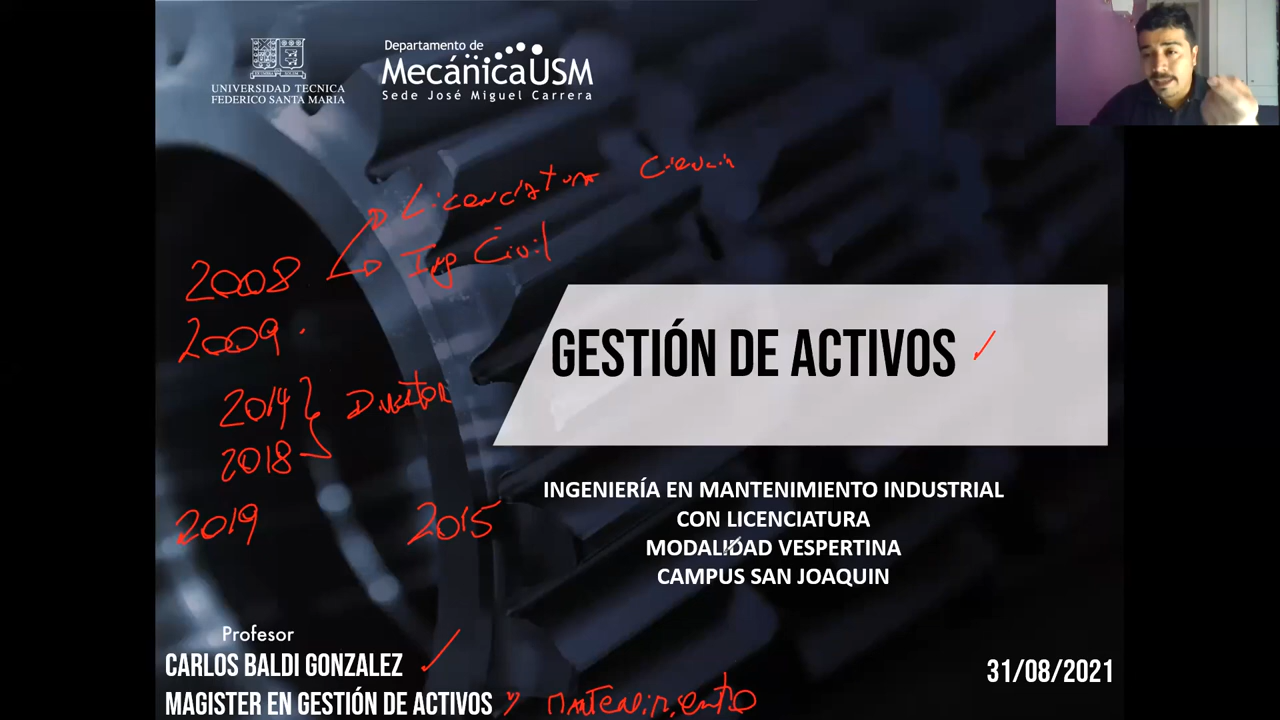 UNIVERSIDAD TECNICA
FEDERICO SANTA MARIA
Departamento de
MecánicaUSM
Sede José Miguel Carrera
Licenciatura Ciencia
Ing Civil
2008
2009
GESTIÓN DE ACTIVOS
2014 Director
2018
2019 2015
INGENIERÍA EN MANTENIMIENTO INDUSTRIAL
CON LICENCIATURA
MODALIDAD VESPERTINA
CAMPUS SAN JOAQUIN
Profesor
CARLOS BALDI GONZALEZ
31/08/2021
MAGISTER EN GESTIÓN DE ACTIVOS y mantenimiento